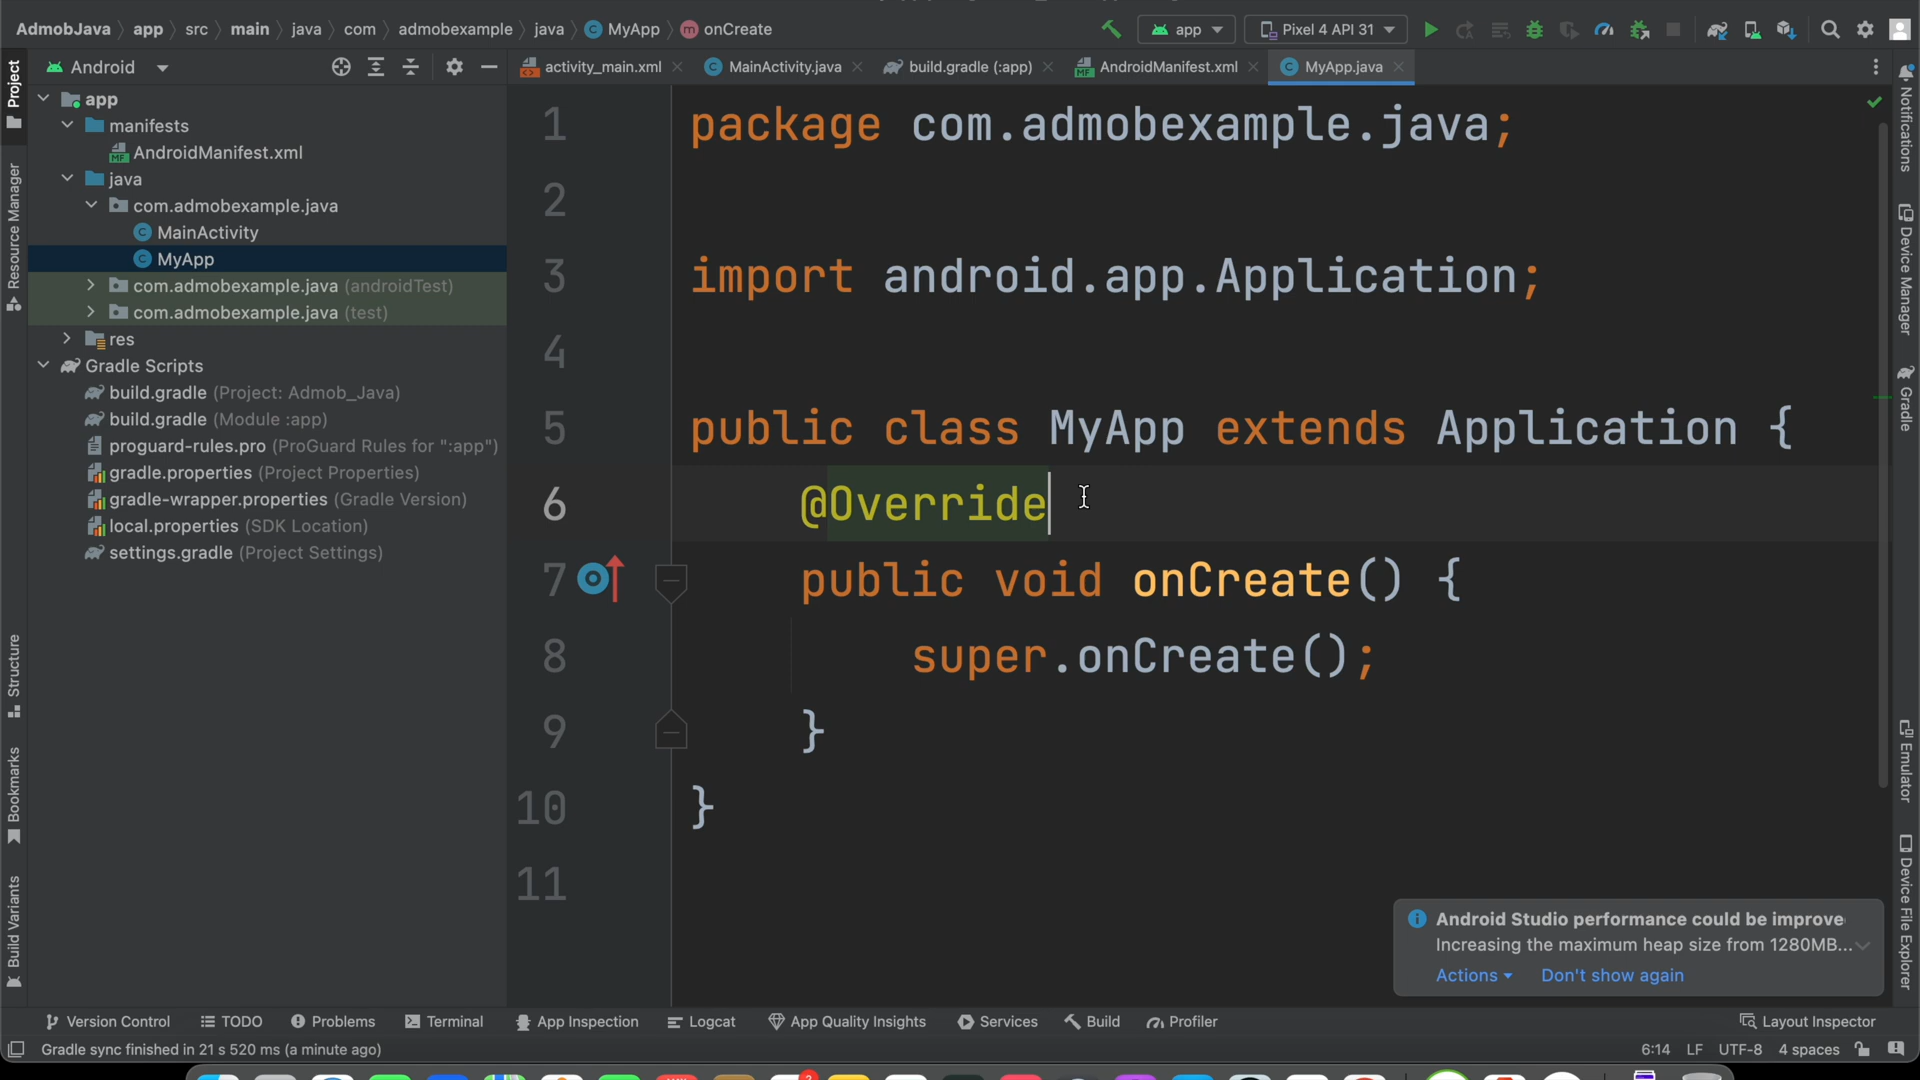 AdmobJava app src main java com admobexample java MyApp onCreate app Pixel 4 API 31
Project
Android
activity_main.xml MainActivity.java build.gradle (:app) AndroidManifest.xml MyApp.java
app
manifests
AndroidManifest.xml
java
com.admobexample.java
MainActivity
MyApp
com.admobexample.java (androidTest)
com.admobexample.java (test)
res
Gradle Scripts
build.gradle (Project: Admob_Java)
build.gradle (Module :app)
proguard-rules.pro (ProGuard Rules for ":app")
gradle.properties (Project Properties)
gradle-wrapper.properties (Gradle Version)
local.properties (SDK Location)
settings.gradle (Project Settings)
Resource Manager
Structure
Bookmarks
Build Variants
1 package com.admobexample.java;
2
3 import android.app.Application;
4
5 public class MyApp extends Application {
6 @Override
7 public void onCreate() {
8 super.onCreate();
9 }
10 }
11
Notifications
Device Manager
Gradle
Emulator
Device File Explorer
Android Studio performance could be improve
Increasing the maximum heap size from 1280MB...
Actions Don't show again
Version Control TODO Problems Terminal App Inspection Logcat App Quality Insights Services Build Profiler Layout Inspector
Gradle sync finished in 21 s 520 ms (a minute ago) 6:14 LF UTF-8 4 spaces
2